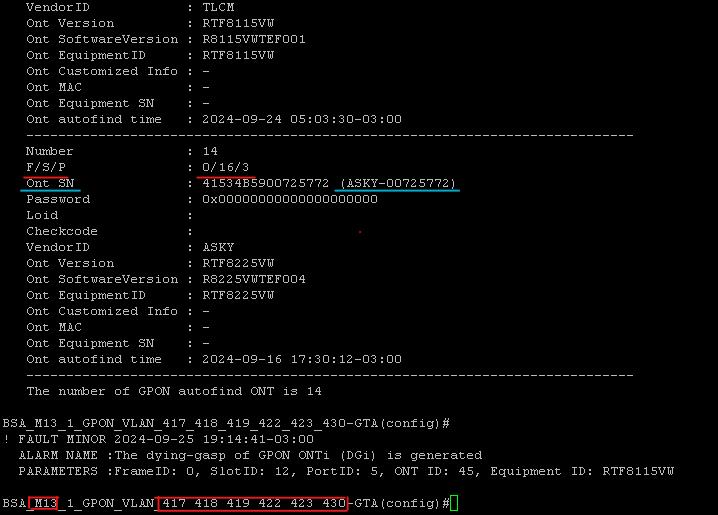 VendorID : TLCM
Ont Version : RTF8115VW
Ont SoftwareVersion : R8115VWTEF001
Ont EquipmentID : RTF8115VW
Ont Customized Info : -
Ont MAC : -
Ont Equipment SN : -
Ont autofind time : 2024-09-24 05:03:30-03:00
----------------------------------------------------------------------------
Number : 14
F/S/P : 0/16/3
Ont SN : 41534B5900725772 (ASKY-00725772)
Password : 0x00000000000000000000
Loid :
Checkcode :
VendorID : ASKY
Ont Version : RTF8225VW
Ont SoftwareVersion : R8225VWTEF004
Ont EquipmentID : RTF8225VW
Ont Customized Info : -
Ont MAC : -
Ont Equipment SN : -
Ont autofind time : 2024-09-16 17:30:12-03:00
----------------------------------------------------------------------------
The number of GPON autofind ONT is 14
BSA_M13_1_GPON_VLAN_417_418_419_422_423_430-GTA(config)#
! FAULT MINOR 2024-09-25 19:14:41-03:00
ALARM NAME :The dying-gasp of GPON ONTi (DGi) is generated
PARAMETERS :FrameID: 0, SlotID: 12, PortID: 5, ONT ID: 45, Equipment ID: RTF8115VW
BSA_M13_1_GPON_VLAN_417_418_419_422_423_430-GTA(config)#